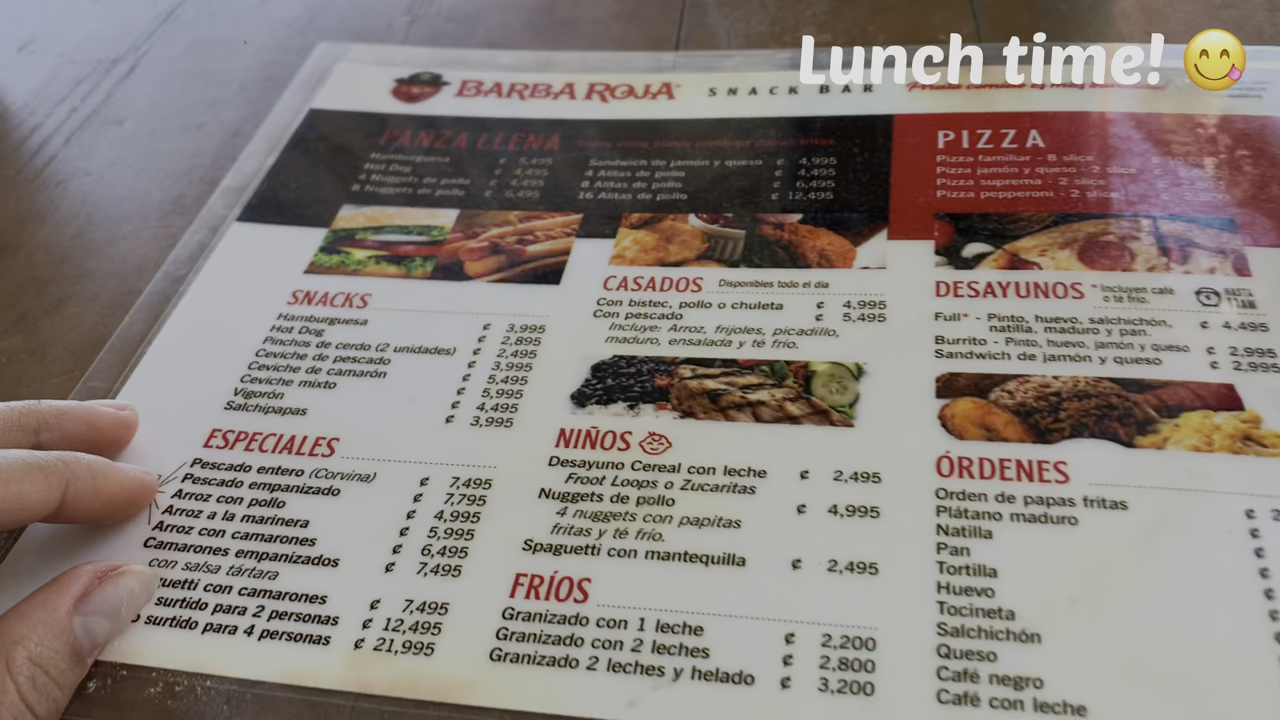 Lunch time! 😋
BARBA ROJA SNACK BAR
PANZA LLENA
Hamburguesa ¢ 5,495
Hot Dog ¢ 4,495
4 Nuggets de pollo ¢ 4,495
8 Nuggets de pollo ¢ 6,495
Sandwich de jamón y queso ¢ 4,995
4 Alitas de pollo ¢ 4,495
8 Alitas de pollo ¢ 6,495
16 Alitas de pollo ¢ 12,495
SNACKS
Hamburguesa ¢ 3,995
Hot Dog ¢ 2,895
Pinchos de cerdo (2 unidades) ¢ 2,495
Ceviche de pescado ¢ 3,995
Ceviche de camarón ¢ 5,495
Ceviche mixto ¢ 5,995
Vigorón ¢ 4,495
Salchipapas ¢ 3,995
ESPECIALES
Pescado entero (Corvina) ¢ 7,495
Pescado empanizado ¢ 7,795
Arroz con pollo ¢ 4,995
Arroz a la marinera ¢ 5,995
Arroz con camarones ¢ 6,495
Camarones empanizados ¢ 7,495
con salsa tártara
guetti con camarones ¢ 7,495
surtido para 2 personas ¢ 12,495
o surtido para 4 personas ¢ 21,995
CASADOS Disponibles todo el día
Con bistec, pollo o chuleta ¢ 4,995
Con pescado ¢ 5,495
Incluye: Arroz, frijoles, picadillo,
maduro, ensalada y té frío.
NIÑOS
Desayuno Cereal con leche ¢ 2,495
Froot Loops o Zucaritas
Nuggets de pollo ¢ 4,995
4 nuggets con papitas
fritas y té frío.
Spaguetti con mantequilla ¢ 2,495
FRÍOS
Granizado con 1 leche ¢ 2,200
Granizado con 2 leches ¢ 2,800
Granizado 2 leches y helado ¢ 3,200
PIZZA
Pizza familiar - 8 slice
Pizza jamón y queso - 2 slice
Pizza suprema - 2 slice
Pizza pepperoni - 2 slice
DESAYUNOS *Incluyen café
o té frío.
HASTA
11AM
Full* - Pinto, huevo, salchichón, ¢ 4,495
natilla, maduro y pan.
Burrito - Pinto, huevo, jamón y queso ¢ 2,995
Sandwich de jamón y queso ¢ 2,995
ÓRDENES
Orden de papas fritas ¢
Plátano maduro ¢
Natilla ¢
Pan ¢
Tortilla ¢
Huevo ¢
Tocineta ¢
Salchichón ¢
Queso
Café negro
Café con leche